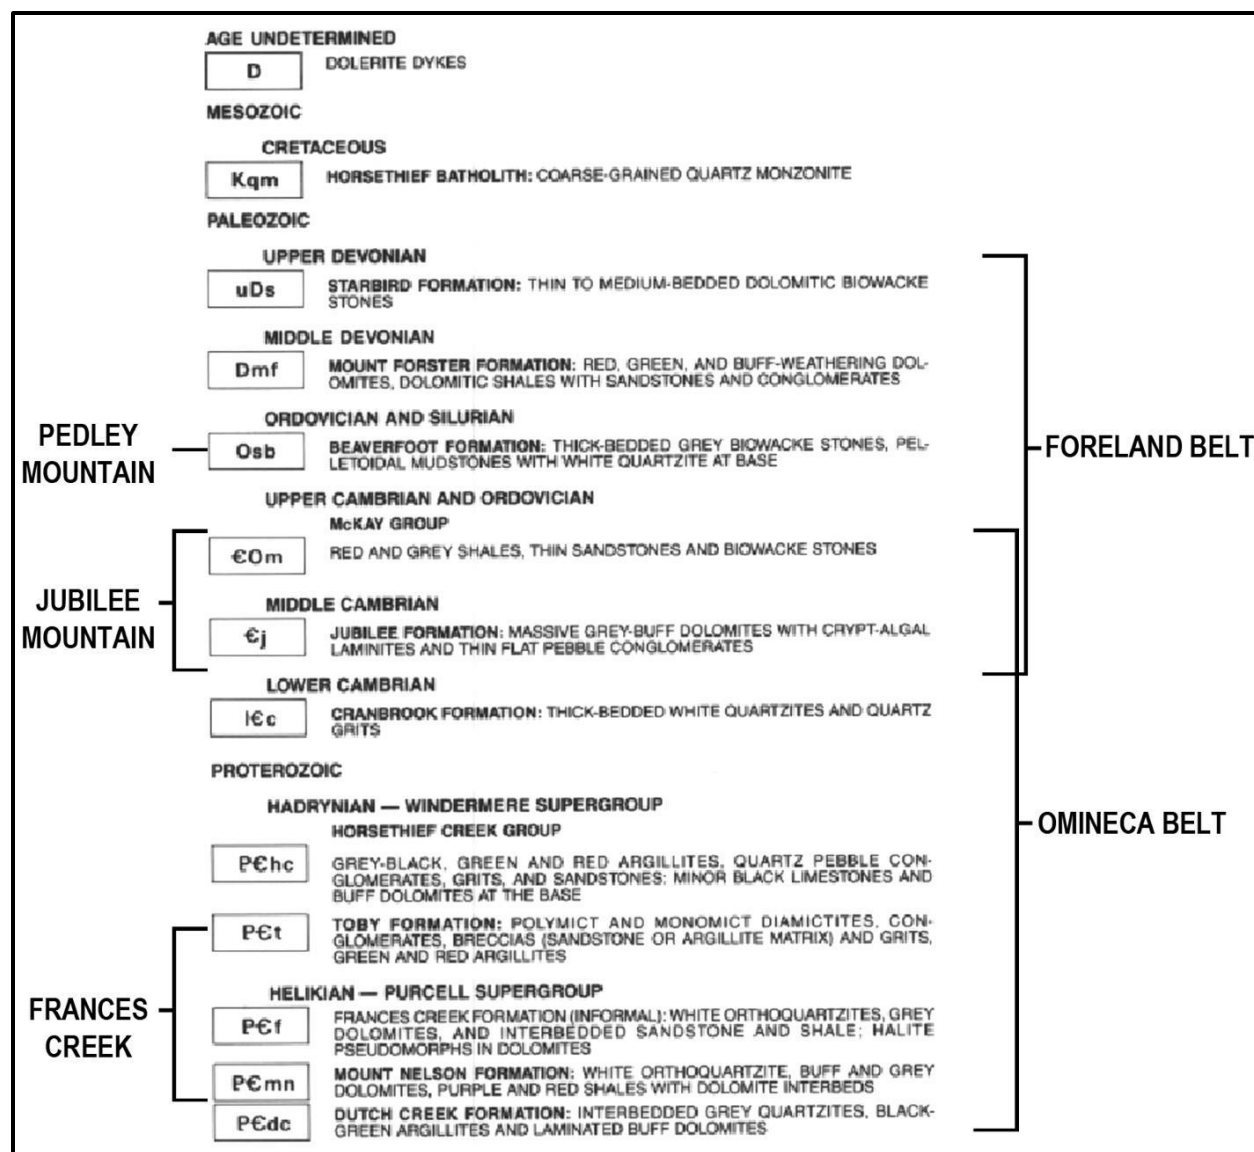 AGE UNDETERMINED
D
DOLERITE DYKES
MESOZOIC
CRETACEOUS
Kqm
HORSETHIEF BATHOLITH: COARSE-GRAINED QUARTZ MONZONITE
PALEOZOIC
UPPER DEVONIAN
uDs
STARBIRD FORMATION: THIN TO MEDIUM-BEDDED DOLOMITIC BIOWACKE
STONES
MIDDLE DEVONIAN
Dmf
MOUNT FORSTER FORMATION: RED, GREEN, AND BUFF-WEATHERING DOL-
OMITES, DOLOMITIC SHALES WITH SANDSTONES AND CONGLOMERATES
ORDOVICIAN AND SILURIAN
PEDLEY
MOUNTAIN
Osb
BEAVERFOOT FORMATION: THICK-BEDDED GREY BIOWACKE STONES, PEL-
LETOIDAL MUDSTONES WITH WHITE QUARTZITE AT BASE
FORELAND BELT
UPPER CAMBRIAN AND ORDOVICIAN
McKAY GROUP
€Om
RED AND GREY SHALES, THIN SANDSTONES AND BIOWACKE STONES
JUBILEE
MOUNTAIN
MIDDLE CAMBRIAN
€j
JUBILEE FORMATION: MASSIVE GREY-BUFF DOLOMITES WITH CRYPT-ALGAL
LAMINITES AND THIN FLAT PEBBLE CONGLOMERATES
LOWER CAMBRIAN
l€c
CRANBROOK FORMATION: THICK-BEDDED WHITE QUARTZITES AND QUARTZ
GRITS
PROTEROZOIC
HADRYNIAN — WINDERMERE SUPERGROUP
HORSETHIEF CREEK GROUP
OMINECA BELT
P€hc
GREY-BLACK, GREEN AND RED ARGILLITES, QUARTZ PEBBLE CON-
GLOMERATES, GRITS, AND SANDSTONES; MINOR BLACK LIMESTONES AND
BUFF DOLOMITES AT THE BASE
P€t
TOBY FORMATION: POLYMICT AND MONOMICT DIAMICTITES, CON-
GLOMERATES, BRECCIAS (SANDSTONE OR ARGILLITE MATRIX) AND GRITS,
GREEN AND RED ARGILLITES
HELIKIAN — PURCELL SUPERGROUP
FRANCES
CREEK
P€f
FRANCES CREEK FORMATION (INFORMAL): WHITE ORTHOQUARTZITES, GREY
DOLOMITES, AND INTERBEDDED SANDSTONE AND SHALE; HALITE
PSEUDOMORPHS IN DOLOMITES
P€mn
MOUNT NELSON FORMATION: WHITE ORTHOQUARTZITE, BUFF AND GREY
DOLOMITES, PURPLE AND RED SHALES WITH DOLOMITE INTERBEDS
P€dc
DUTCH CREEK FORMATION: INTERBEDDED GREY QUARTZITES, BLACK-
GREEN ARGILLITES AND LAMINATED BUFF DOLOMITES